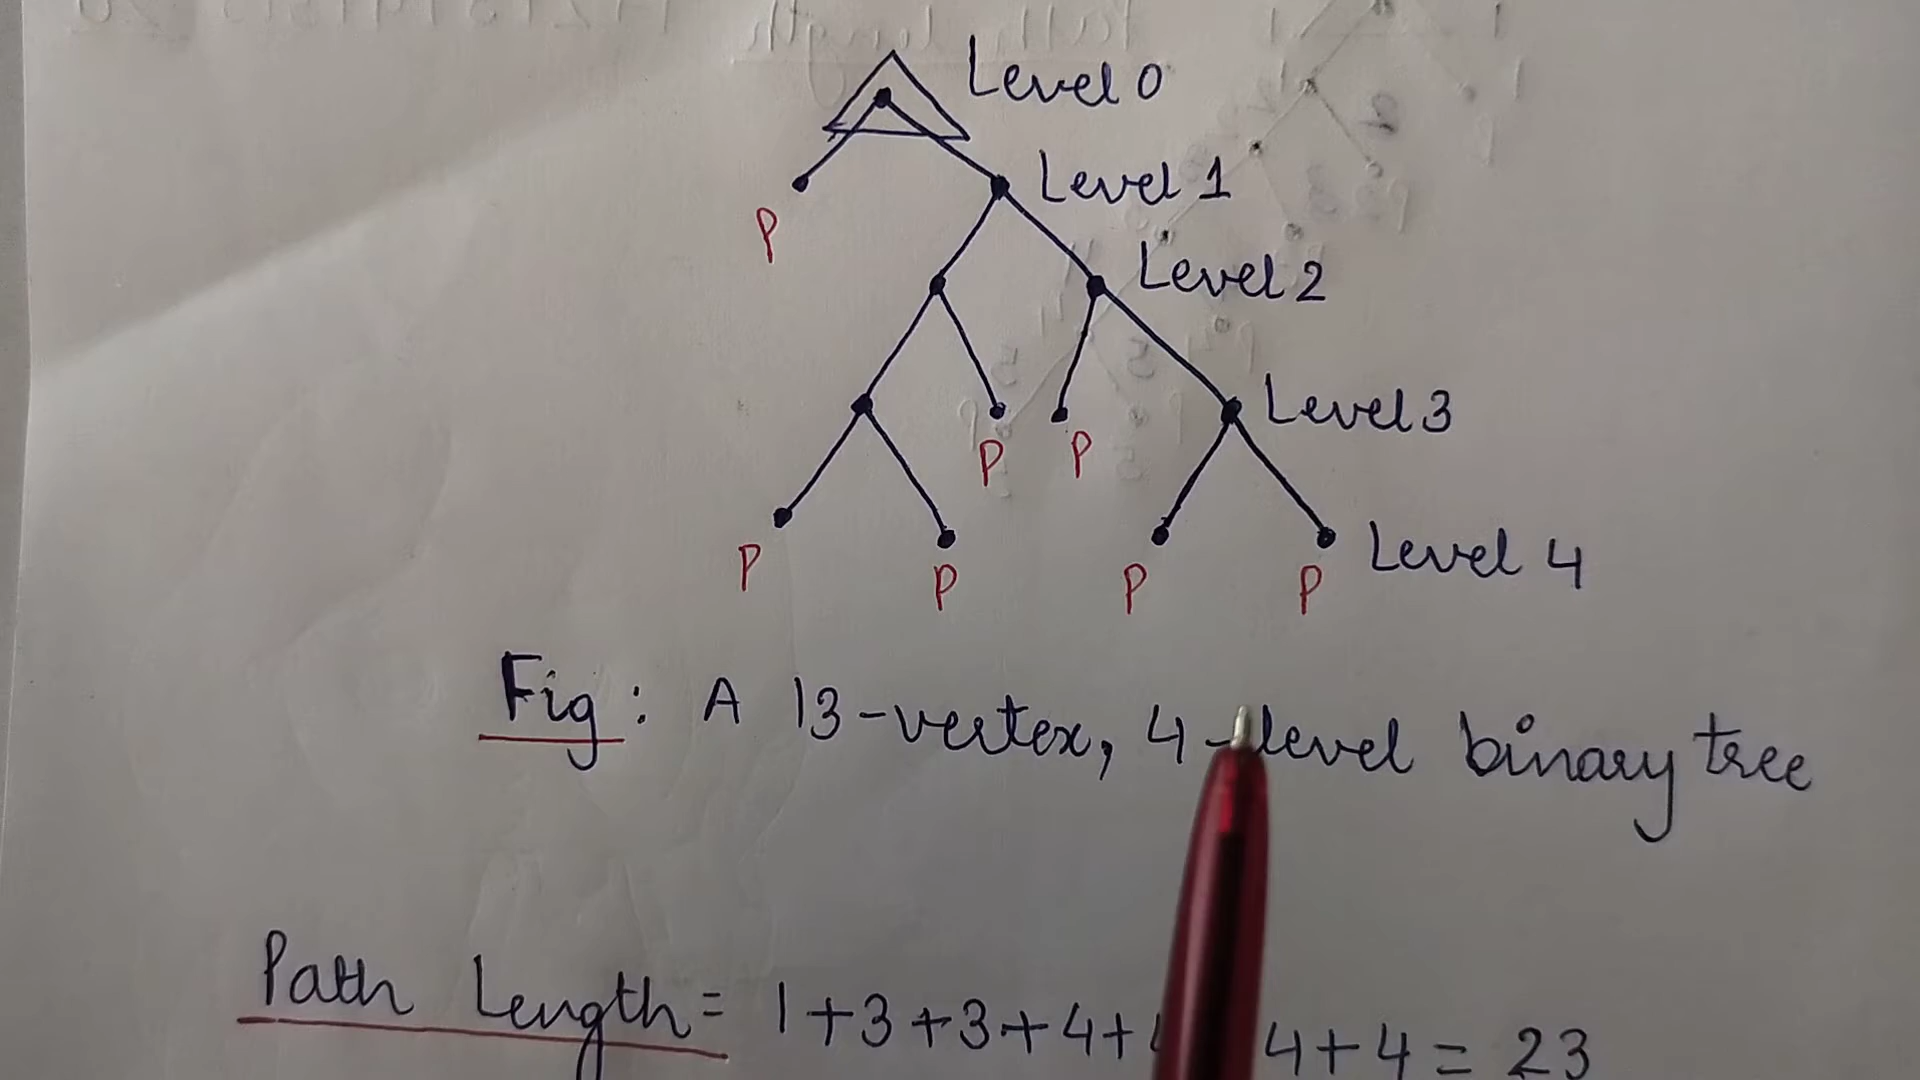 Level 0
Level 1
P
Level 2
Level 3
P P
Level 4
P P P P
Fig: A 13-vertex, 4-level binary tree
Path Length = 1+3+3+4+ 4+4= 23